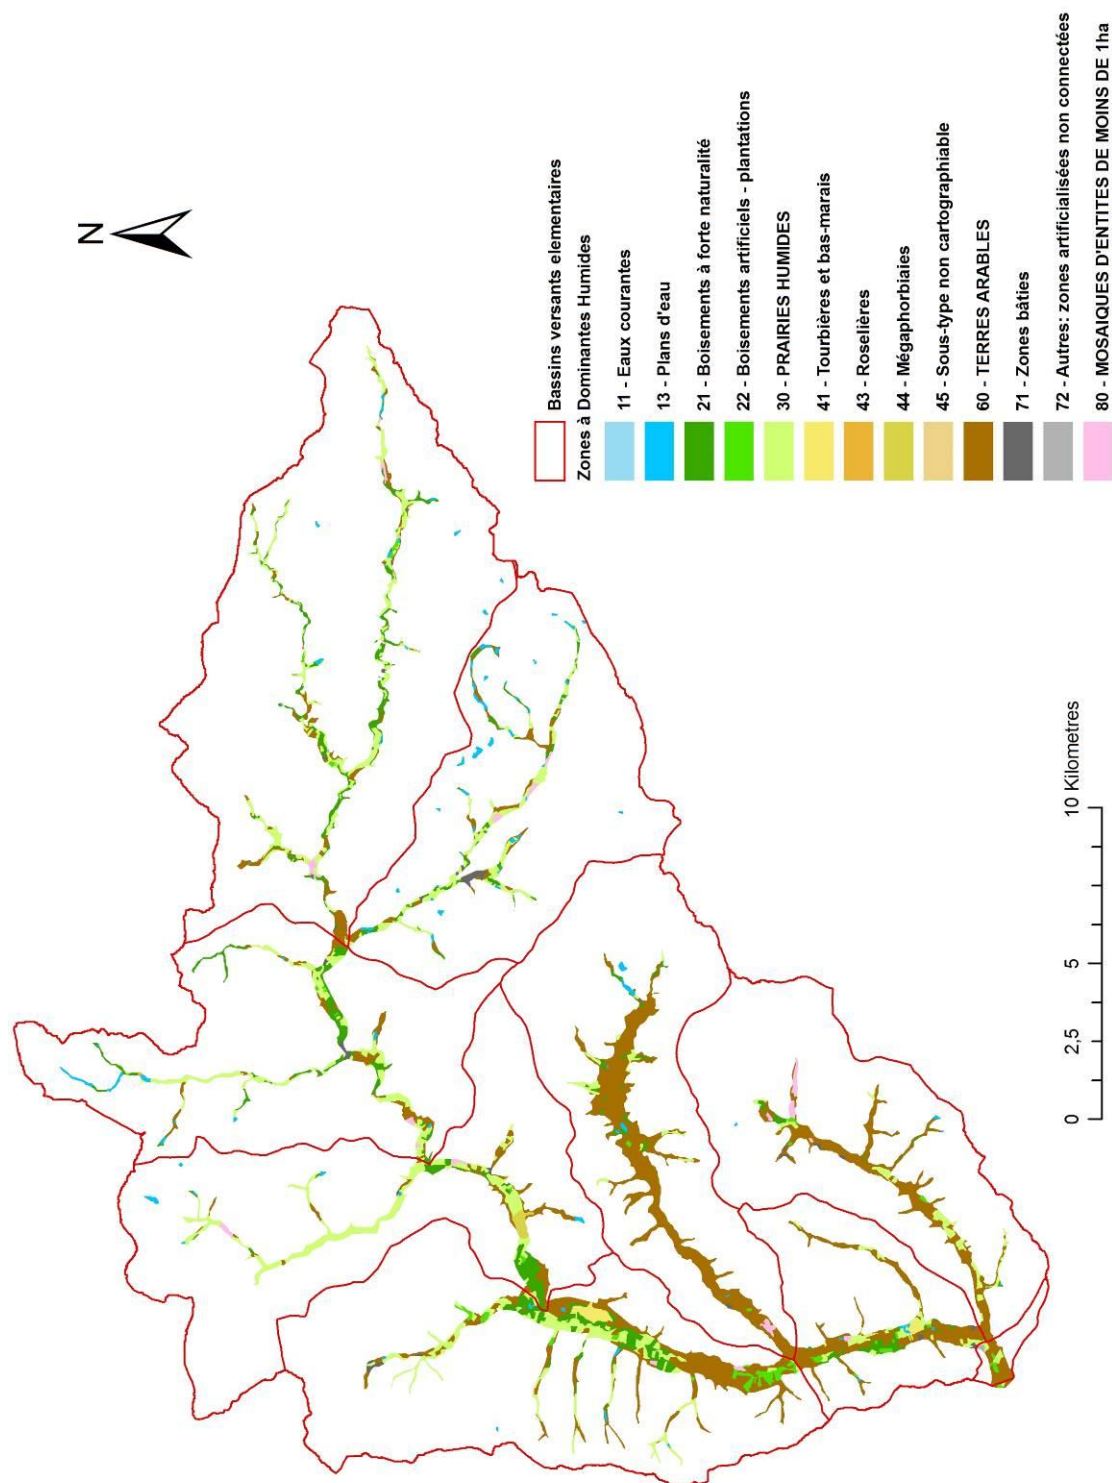 N
Bassins versants elementaires
Zones à Dominantes Humides
11 - Eaux courantes
13 - Plans d'eau
21 - Boisements à forte naturalité
22 - Boisements artificiels - plantations
30 - PRAIRIES HUMIDES
41 - Tourbières et bas-marais
43 - Roselières
44 - Mégaphorbiaies
45 - Sous-type non cartographiable
60 - TERRES ARABLES
71 - Zones bâties
72 - Autres: zones artificialisées non connectées
80 - MOSAIQUES D'ENTITES DE MOINS DE 1ha
0 2,5 5 10 Kilometres